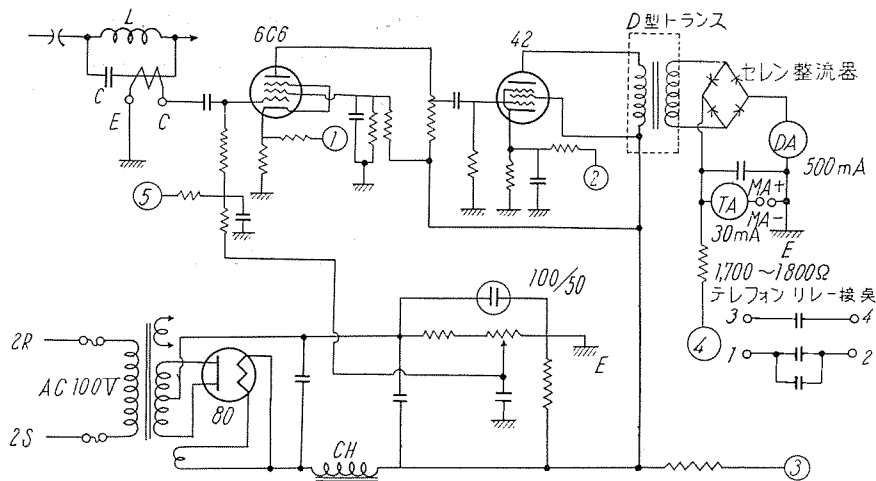 L
C
E
C
6C6
①
⑤
42
②
D型トランス
セレン整流器
DA
500mA
TA
MA+
MA-
30mA
E
1,700～1800Ω
テレフォンリレー接点
3
4
④
1
2
100/50
E
2R
AC100V
2S
80
CH
③